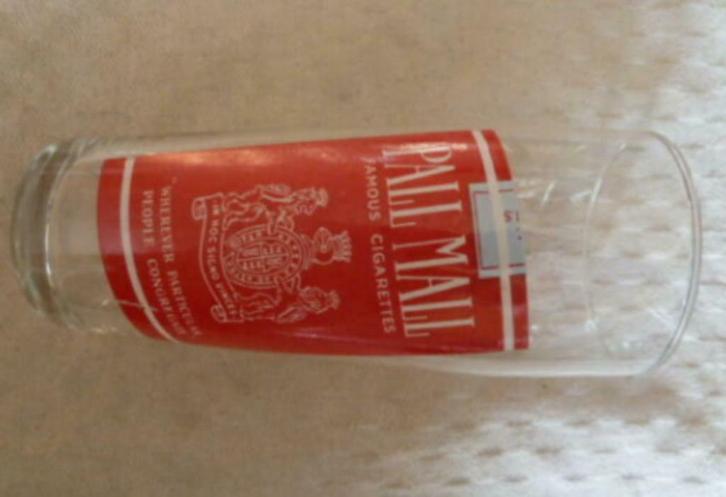 PALL MALL
FAMOUS CIGARETTES
IN HOC SIGNO VINCES
"WHEREVER PARTICULAR
PEOPLE CONGREGATE"